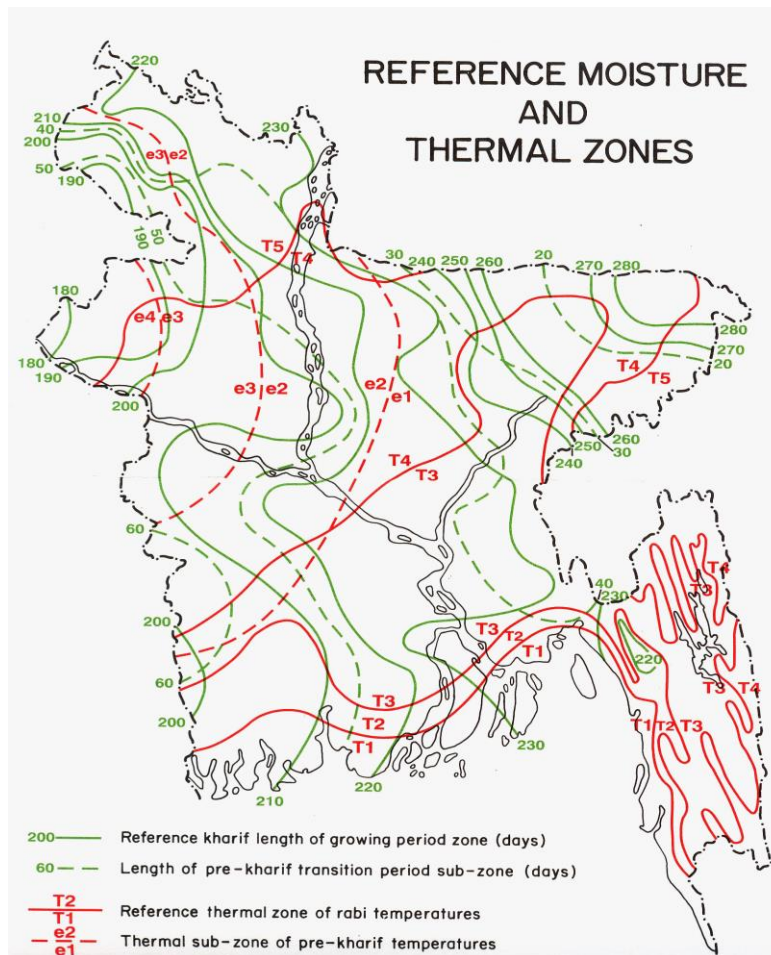 REFERENCE MOISTURE
AND
THERMAL ZONES
220
230
210
40
200
50
190
e3 e2
50
190
T5
T4
30 240 250 260 20 270 280
180
e4 e3
280
270
20
T4
T5
180
190
200
e3 e2
e2
e1
T4
T3
260
250
30
240
60
40
230
T4
T3
200
220
T3
T2
T1
60
T3
T4
200
T3
T2
T1
T1 T2 T3
230
210
220
200 Reference kharif length of growing period zone (days)
60 Length of pre-kharif transition period sub-zone (days)
T2
T1
Reference thermal zone of rabi temperatures
e2
e1
Thermal sub-zone of pre-kharif temperatures